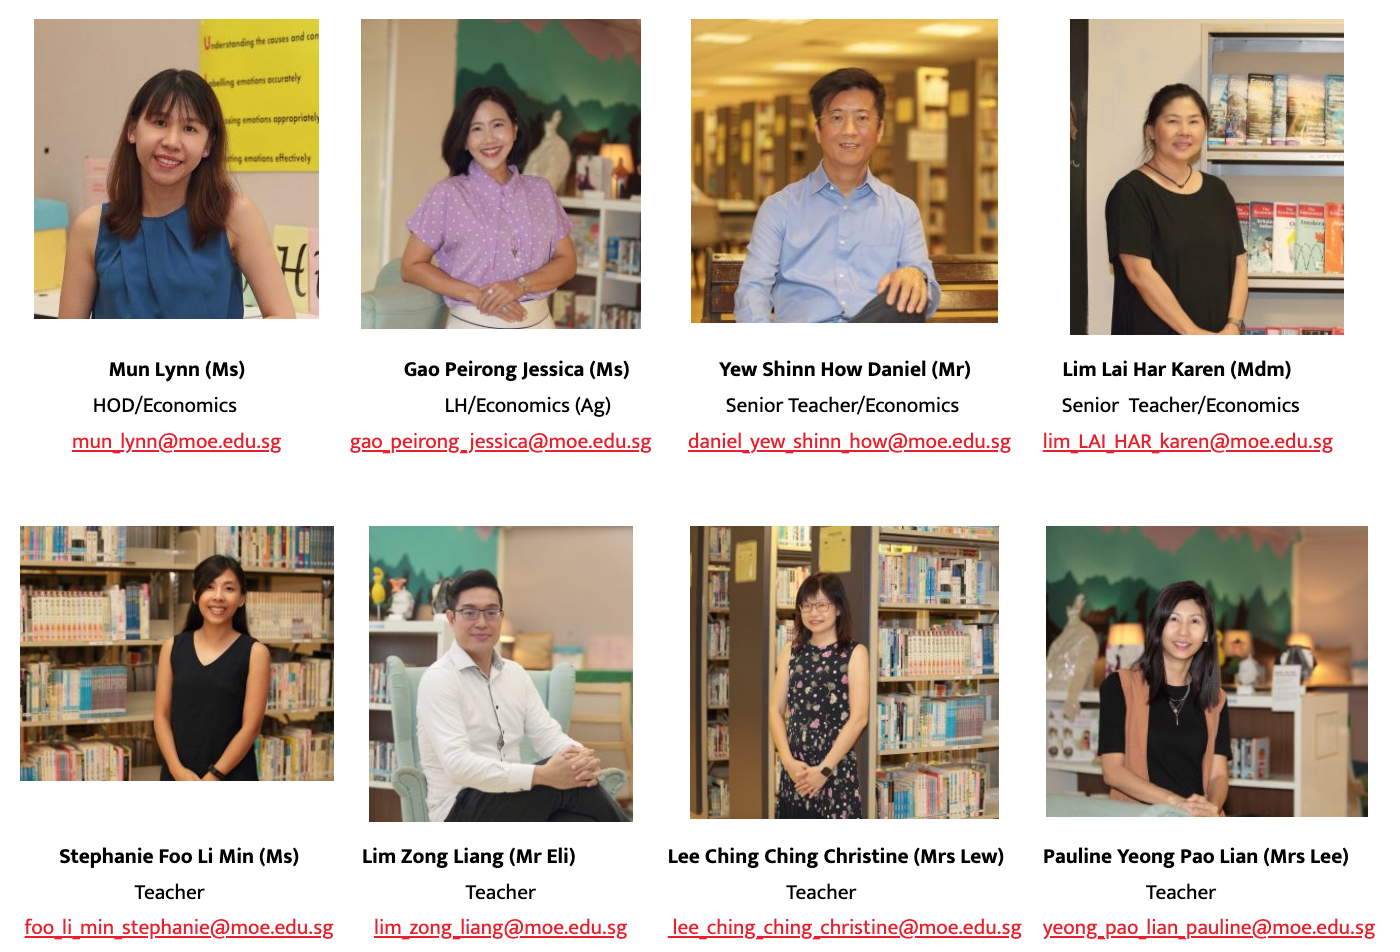 Understanding the causes and con
abelling emotions accurately
ssing emotions appropriately
ting emotions effectively
Mun Lynn (Ms)
HOD/Economics
mun_lynn@moe.edu.sg
Gao Peirong Jessica (Ms)
LH/Economics (Ag)
gao_peirong_jessica@moe.edu.sg
Yew Shinn How Daniel (Mr)
Senior Teacher/Economics
daniel_yew_shinn_how@moe.edu.sg
Lim Lai Har Karen (Mdm)
Senior  Teacher/Economics
lim_LAI_HAR_karen@moe.edu.sg
Stephanie Foo Li Min (Ms)
Teacher
foo_li_min_stephanie@moe.edu.sg
Lim Zong Liang (Mr Eli)
Teacher
lim_zong_liang@moe.edu.sg
Lee Ching Ching Christine (Mrs Lew)
Teacher
lee_ching_ching_christine@moe.edu.sg
Pauline Yeong Pao Lian (Mrs Lee)
Teacher
yeong_pao_lian_pauline@moe.edu.sg